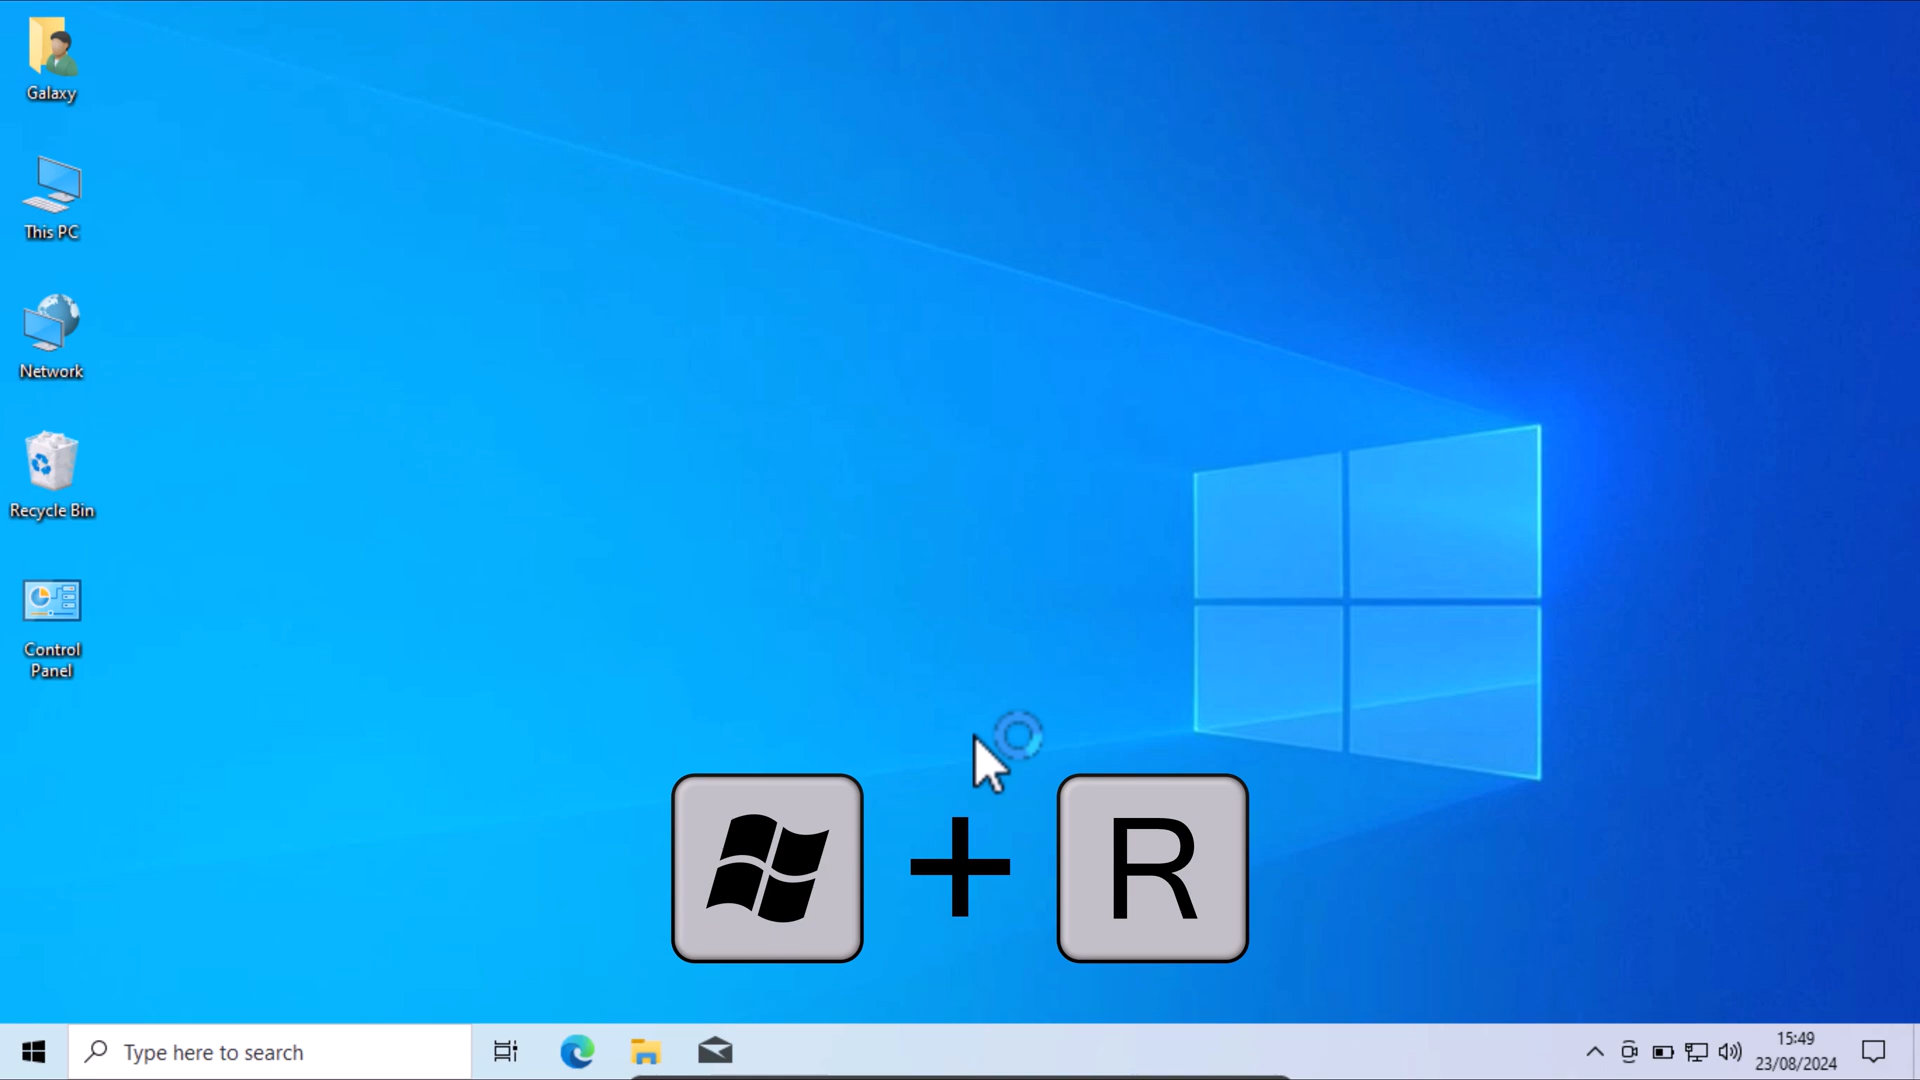 Galaxy
This PC
Network
Recycle Bin
Control
Panel
+
R
Type here to search
15:49
23/08/2024